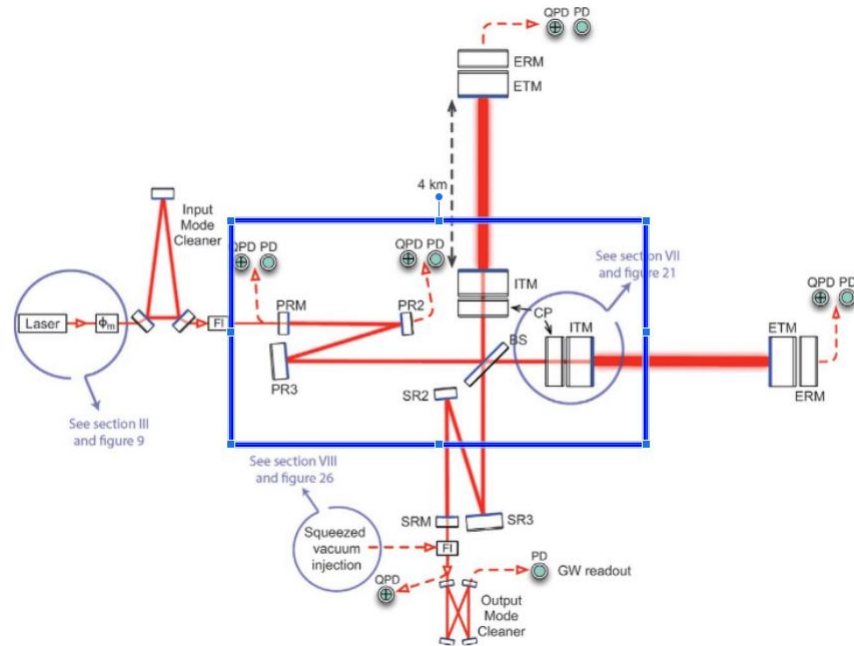 QPD PD
ERM
ETM
4 km
Input
Mode
Cleaner
QPD PD
QPD PD
See section VII
and figure 21
ITM
CP
QPD PD
Laser
ϕm
FI
PRM
PR2
BS
ITM
ETM
PR3
SR2
ERM
See section III
and figure 9
See section VIII
and figure 26
Squeezed
vacuum
injection
SRM
SR3
FI
PD
GW readout
QPD
Output
Mode
Cleaner